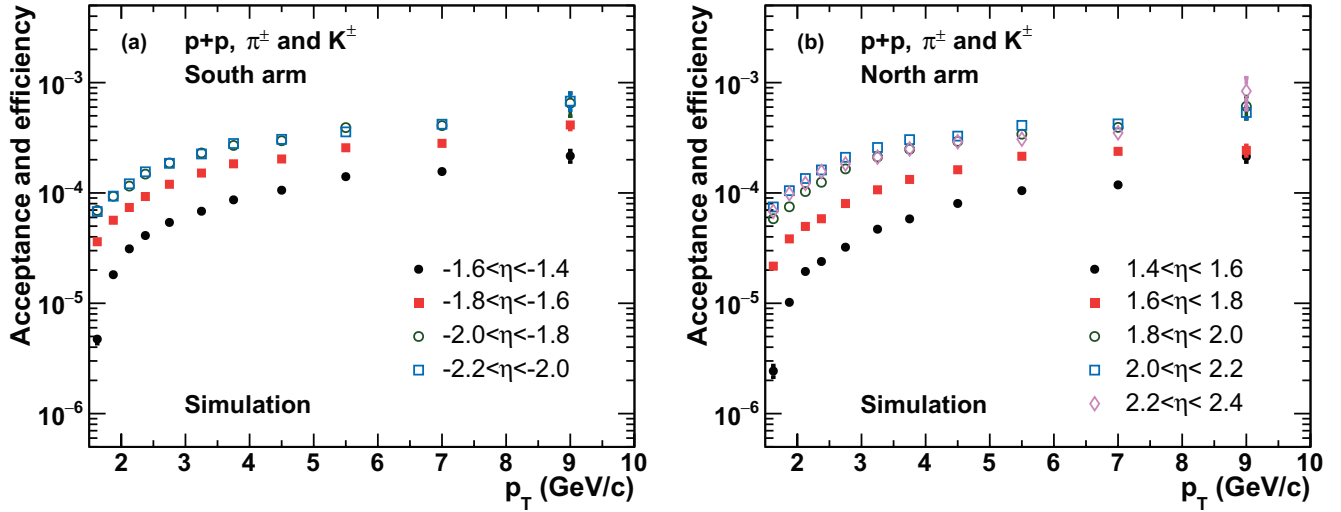 (a) p+p, π± and K±
South arm
Acceptance and efficiency
10⁻³
10⁻⁴
10⁻⁵
10⁻⁶
-1.6<η<-1.4
-1.8<η<-1.6
-2.0<η<-1.8
-2.2<η<-2.0
Simulation
2 3 4 5 6 7 8 9 10
p_T (GeV/c)
(b) p+p, π± and K±
North arm
Acceptance and efficiency
10⁻³
10⁻⁴
10⁻⁵
10⁻⁶
1.4<η< 1.6
1.6<η< 1.8
1.8<η< 2.0
2.0<η< 2.2
2.2<η< 2.4
Simulation
2 3 4 5 6 7 8 9 10
p_T (GeV/c)